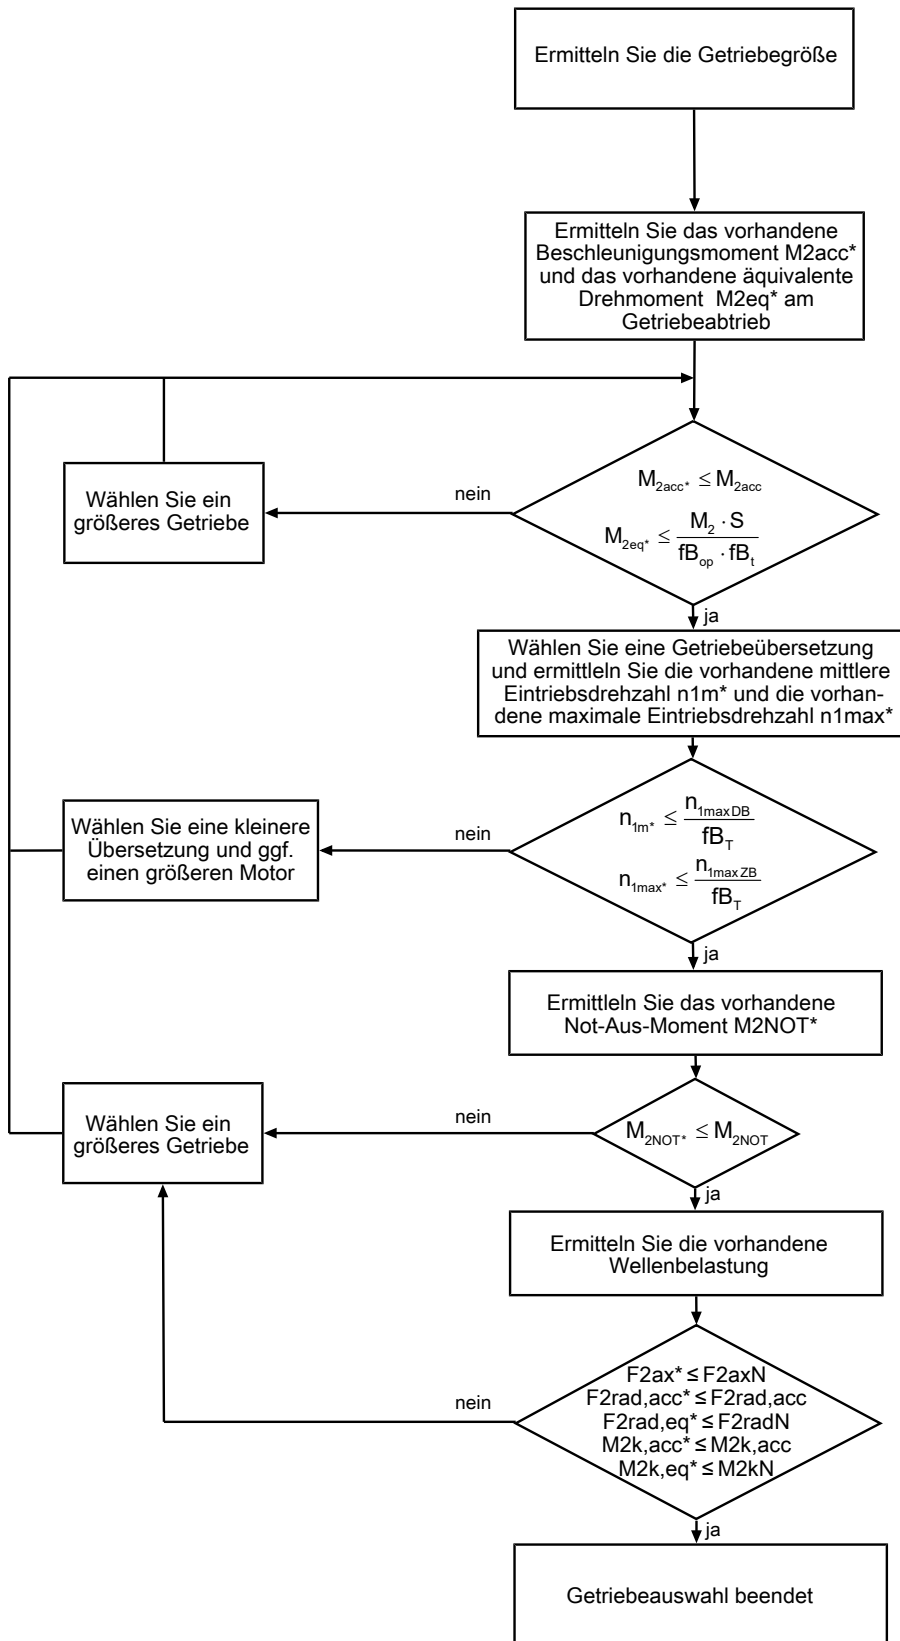 Ermitteln Sie die Getriebegröße
Ermitteln Sie das vorhandene
Beschleunigungsmoment M2acc*
und das vorhandene äquivalente
Drehmoment M2eq* am
Getriebeabtrieb
M2acc* ≤ M2acc
M2eq* ≤ M2 · S / fBop · fBt
nein
Wählen Sie ein
größeres Getriebe
ja
Wählen Sie eine Getriebeübersetzung
und ermittleln Sie die vorhandene mittlere
Eintriebsdrehzahl n1m* und die vorhan-
dene maximale Eintriebsdrehzahl n1max*
n1m* ≤ n1maxDB / fBT
n1max* ≤ n1maxZB / fBT
nein
Wählen Sie eine kleinere
Übersetzung und ggf.
einen größeren Motor
ja
Ermittleln Sie das vorhandene
Not-Aus-Moment M2NOT*
M2NOT* ≤ M2NOT
nein
Wählen Sie ein
größeres Getriebe
ja
Ermitteln Sie die vorhandene
Wellenbelastung
F2ax* ≤ F2axN
F2rad,acc* ≤ F2rad,acc
F2rad,eq* ≤ F2radN
M2k,acc* ≤ M2k,acc
M2k,eq* ≤ M2kN
nein
ja
Getriebeauswahl beendet